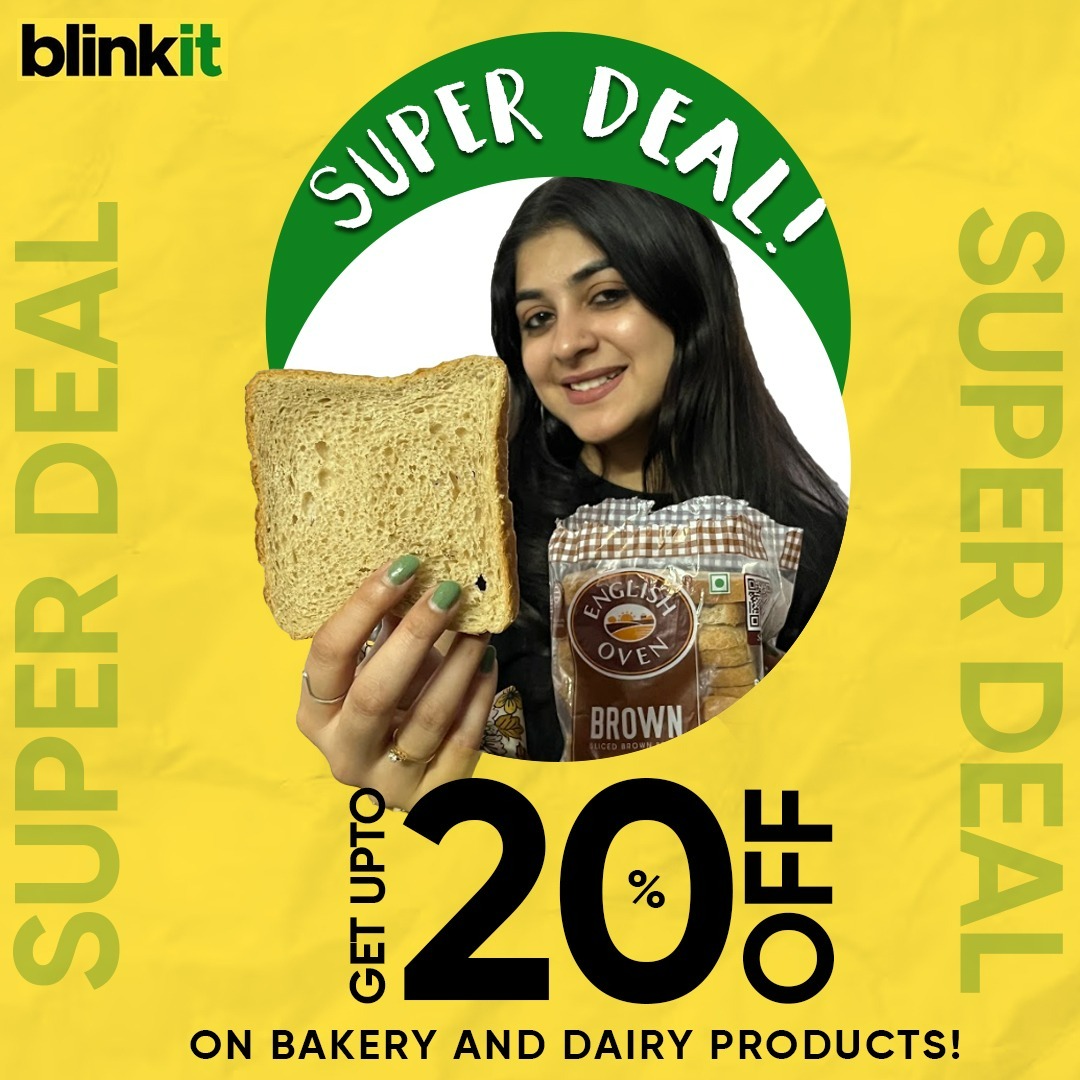 blinkit
SUPER DEAL!
SUPER DEAL
SUPER DEAL
ENGLISH
OVEN
BROWN
GET UPTO
20%
OFF
ON BAKERY AND DAIRY PRODUCTS!